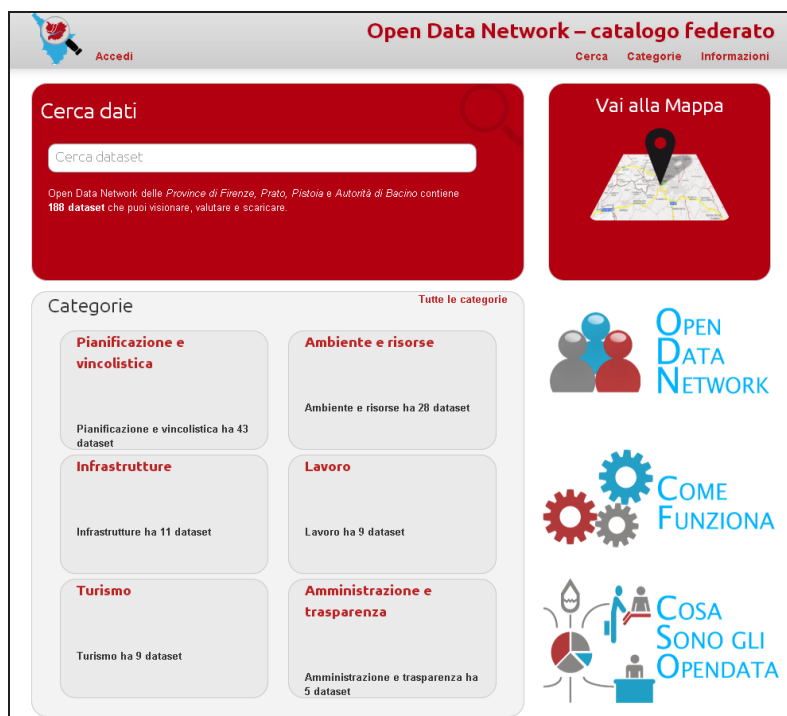 Open Data Network – catalogo federato
Accedi
Cerca Categorie Informazioni
Cerca dati
Cerca dataset
Open Data Network delle Province di Firenze, Prato, Pistoia e Autorità di Bacino contiene
188 dataset che puoi visionare, valutare e scaricare.
Vai alla Mappa
Categorie
Tutte le categorie
Pianificazione e
vincolistica
Pianificazione e vincolistica ha 43
dataset
Ambiente e risorse
Ambiente e risorse ha 28 dataset
Infrastrutture
Infrastrutture ha 11 dataset
Lavoro
Lavoro ha 9 dataset
Turismo
Turismo ha 9 dataset
Amministrazione e
trasparenza
Amministrazione e trasparenza ha
5 dataset
OPEN
DATA
NETWORK
COME
FUNZIONA
COSA
SONO GLI
OPENDATA